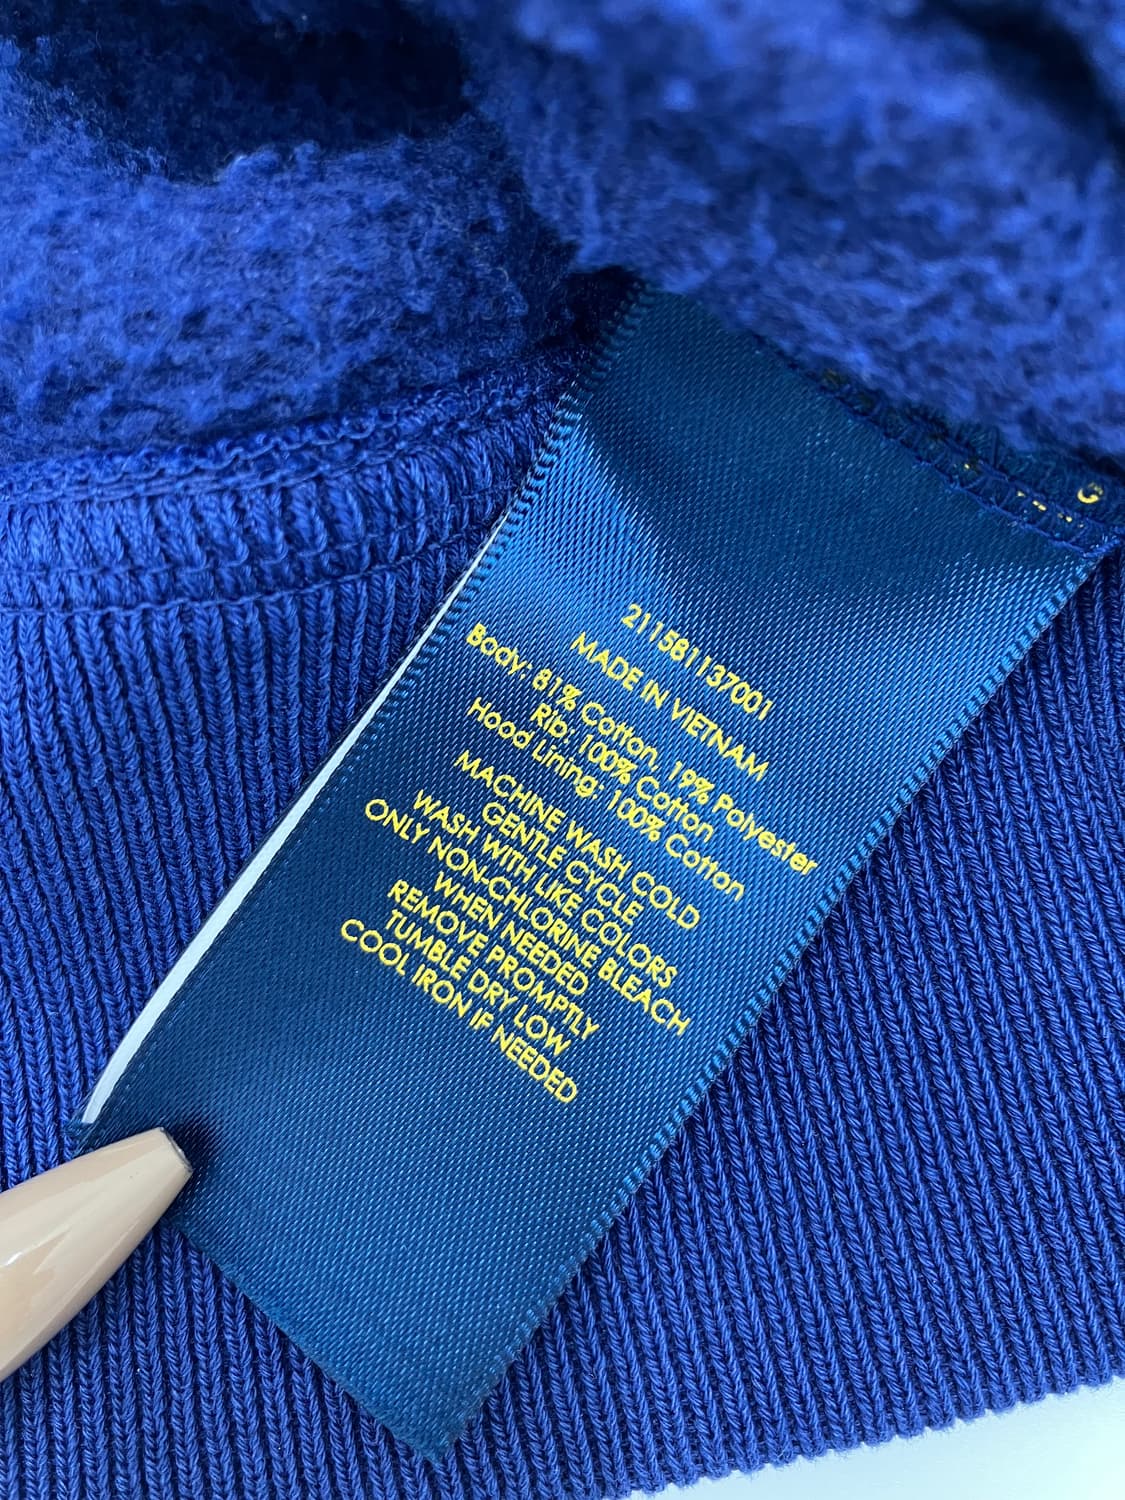 211581137001
MADE IN VIETNAM
Body: 81% Cotton, 19% Polyester
Rib: 100% Cotton
Hood Lining: 100% Cotton
MACHINE WASH COLD
GENTLE CYCLE
WASH WITH LIKE COLORS
ONLY NON-CHLORINE BLEACH
WHEN NEEDED
REMOVE PROMPTLY
TUMBLE DRY LOW
COOL IRON IF NEEDED